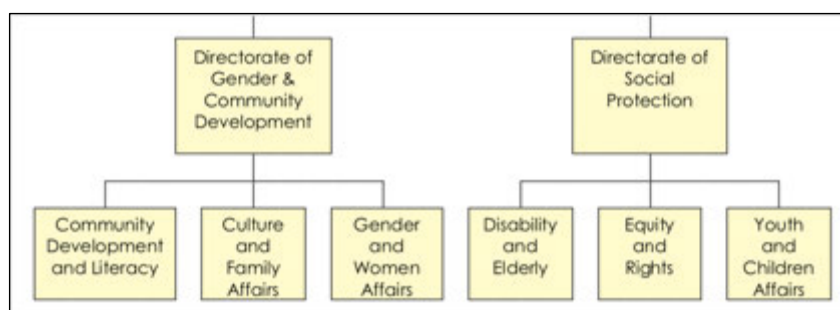 Directorate of
Gender &
Community
Development
Directorate of
Social
Protection
Community
Development
and Literacy
Culture
and
Family
Affairs
Gender
and
Women
Affairs
Disability
and
Elderly
Equity
and
Rights
Youth
and
Children
Affairs